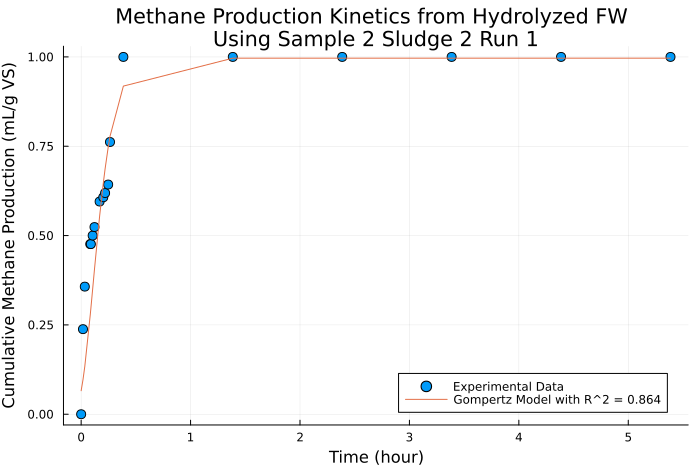 Methane Production Kinetics from Hydrolyzed FW
Using Sample 2 Sludge 2 Run 1
Cumulative Methane Production (mL/g VS)
1.00
0.75
0.50
0.25
0.00
Experimental Data
Gompertz Model with R^2 = 0.864
0 1 2 3 4 5
Time (hour)